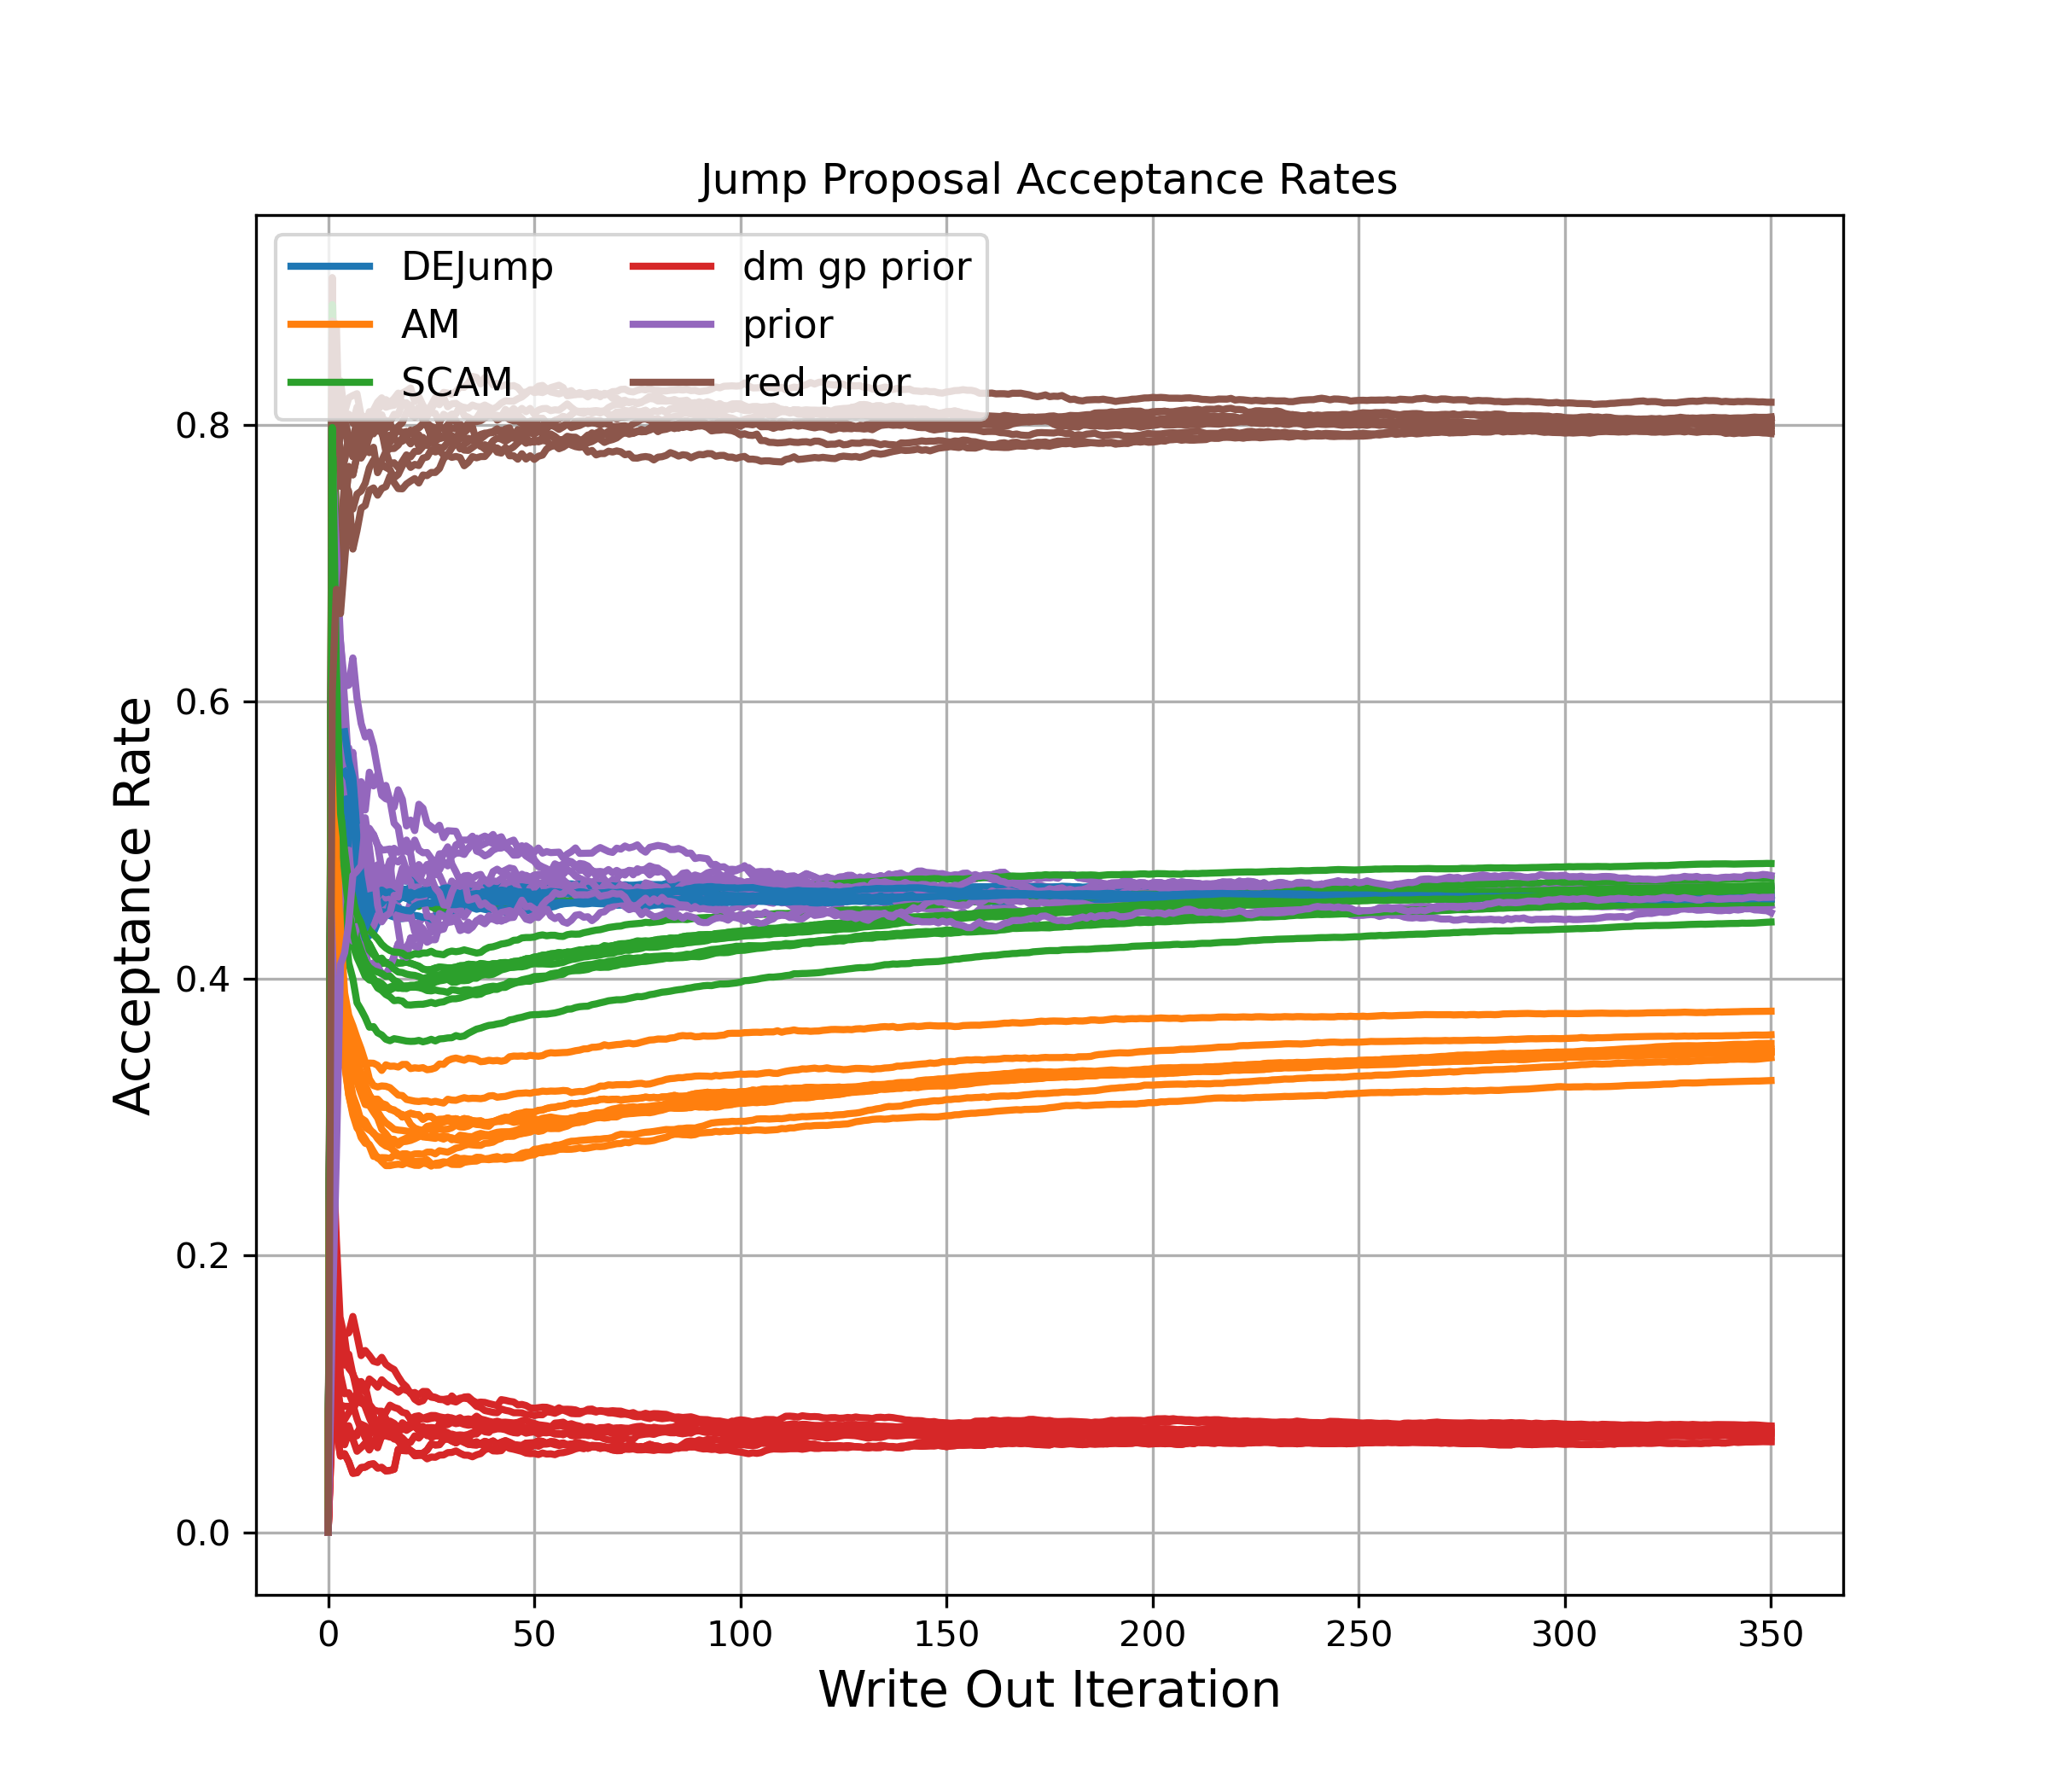 Jump Proposal Acceptance Rates
DEJump
AM
SCAM
dm gp prior
prior
red prior
Acceptance Rate
0.8
0.6
0.4
0.2
0.0
0 50 100 150 200 250 300 350
Write Out Iteration